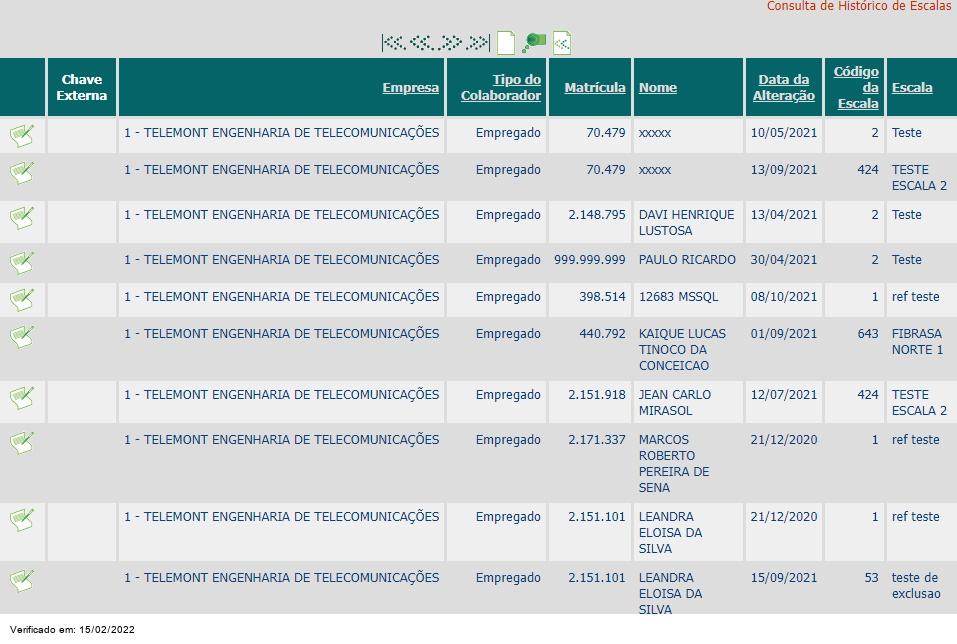 Consulta de Histórico de Escalas
Chave Externa Empresa Tipo do Colaborador Matrícula Nome Data da Alteração Código da Escala Escala
1 - TELEMONT ENGENHARIA DE TELECOMUNICAÇÕES Empregado 70.479 xxxxx 10/05/2021 2 Teste
1 - TELEMONT ENGENHARIA DE TELECOMUNICAÇÕES Empregado 70.479 xxxxx 13/09/2021 424 TESTE ESCALA 2
1 - TELEMONT ENGENHARIA DE TELECOMUNICAÇÕES Empregado 2.148.795 DAVI HENRIQUE LUSTOSA 13/04/2021 2 Teste
1 - TELEMONT ENGENHARIA DE TELECOMUNICAÇÕES Empregado 999.999.999 PAULO RICARDO 30/04/2021 2 Teste
1 - TELEMONT ENGENHARIA DE TELECOMUNICAÇÕES Empregado 398.514 12683 MSSQL 08/10/2021 1 ref teste
1 - TELEMONT ENGENHARIA DE TELECOMUNICAÇÕES Empregado 440.792 KAIQUE LUCAS TINOCO DA CONCEICAO 01/09/2021 643 FIBRASA NORTE 1
1 - TELEMONT ENGENHARIA DE TELECOMUNICAÇÕES Empregado 2.151.918 JEAN CARLO MIRASOL 12/07/2021 424 TESTE ESCALA 2
1 - TELEMONT ENGENHARIA DE TELECOMUNICAÇÕES Empregado 2.171.337 MARCOS ROBERTO PEREIRA DE SENA 21/12/2020 1 ref teste
1 - TELEMONT ENGENHARIA DE TELECOMUNICAÇÕES Empregado 2.151.101 LEANDRA ELOISA DA SILVA 21/12/2020 1 ref teste
1 - TELEMONT ENGENHARIA DE TELECOMUNICAÇÕES Empregado 2.151.101 LEANDRA ELOISA DA SILVA 15/09/2021 53 teste de exclusao
Verificado em: 15/02/2022